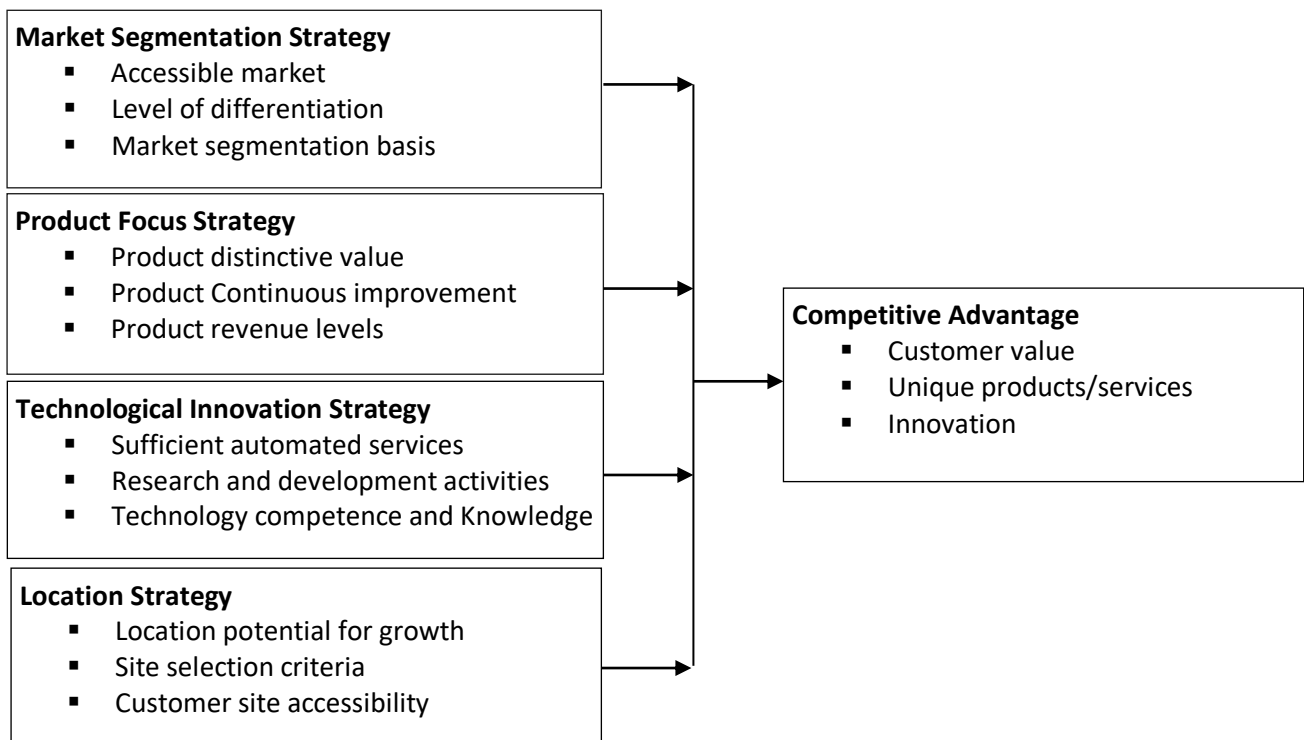 Market Segmentation Strategy
▪ Accessible market
▪ Level of differentiation
▪ Market segmentation basis
Product Focus Strategy
▪ Product distinctive value
▪ Product Continuous improvement
▪ Product revenue levels
Technological Innovation Strategy
▪ Sufficient automated services
▪ Research and development activities
▪ Technology competence and Knowledge
Location Strategy
▪ Location potential for growth
▪ Site selection criteria
▪ Customer site accessibility
Competitive Advantage
▪ Customer value
▪ Unique products/services
▪ Innovation